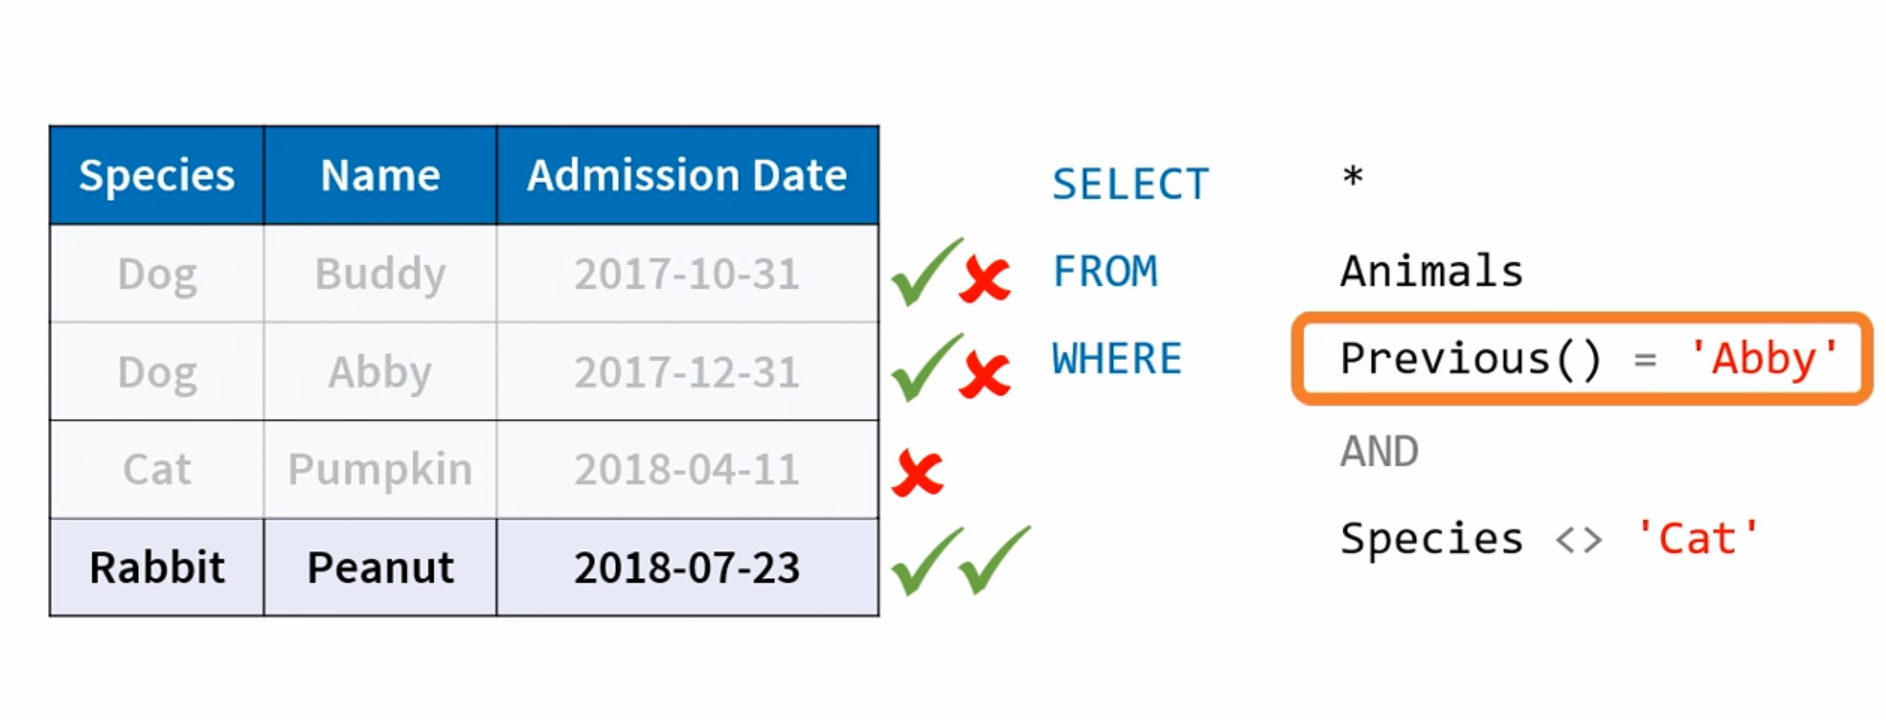 Species Name Admission Date
Dog Buddy 2017-10-31
Dog Abby 2017-12-31
Cat Pumpkin 2018-04-11
Rabbit Peanut 2018-07-23
SELECT *
FROM Animals
WHERE Previous() = 'Abby'
AND
Species <> 'Cat'